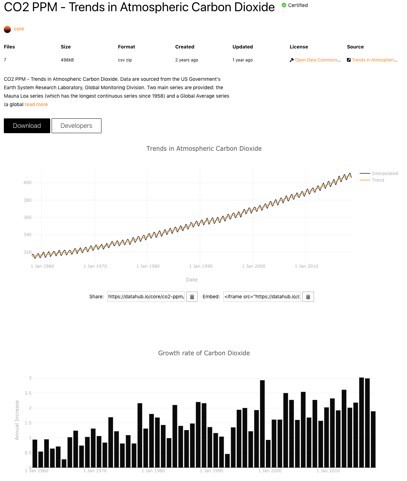 CO2 PPM - Trends in Atmospheric Carbon Dioxide Certified
core
Files Size Format Created Updated License Source
7 496kB csv zip 2 years ago 1 year ago Open Data Commons... Trends in Atmospheri...
CO2 PPM - Trends in Atmospheric Carbon Dioxide. Data are sourced from the US Government's
Earth System Research Laboratory, Global Monitoring Division. Two main series are provided: the
Mauna Loa series (which has the longest continuous series since 1958) and a Global Average series
(a global read more
Download Developers
Trends in Atmospheric Carbon Dioxide
Interpolated
Trend
400
380
360
340
320
1 Jan 1960 1 Jan 1970 1 Jan 1980 1 Jan 1990 1 Jan 2000 1 Jan 2010
Date
Share: https://datahub.io/core/co2-ppm/ Embed: <iframe src="https://datahub.io/c
Growth rate of Carbon Dioxide
Annual Increase
3
2.5
2
1.5
1
0.5
1 Jan 1960 1 Jan 1970 1 Jan 1980 1 Jan 1990 1 Jan 2000 1 Jan 2010